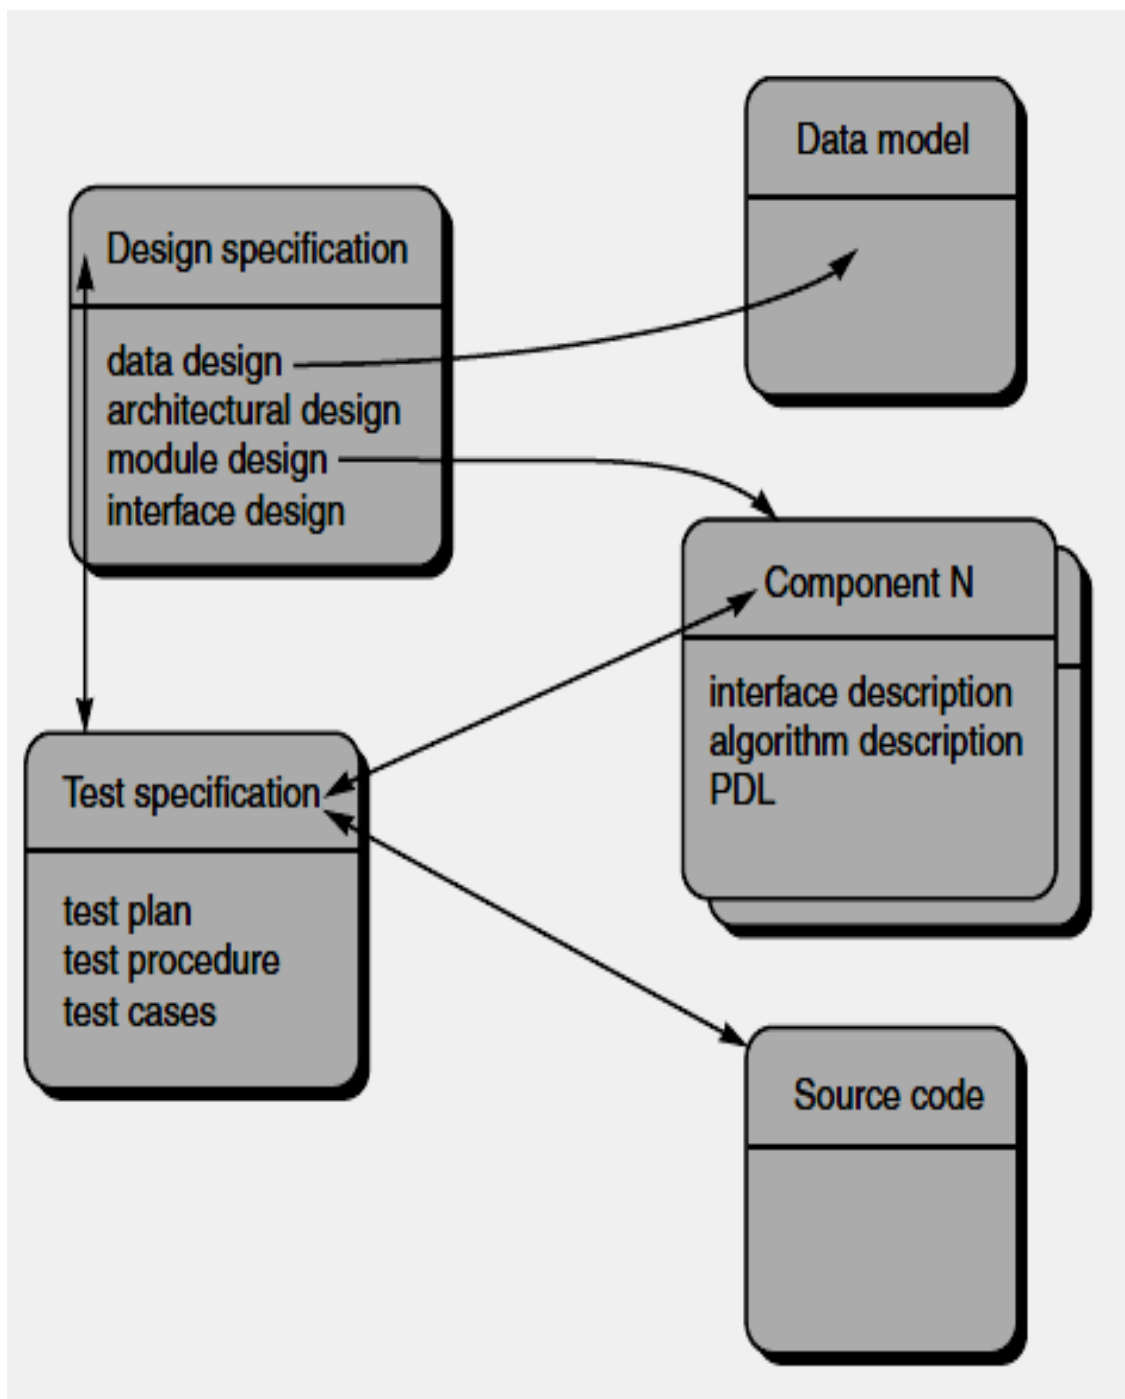 Data model
Design specification
data design
architectural design
module design
interface design
Component N
interface description
algorithm description
PDL
Test specification
test plan
test procedure
test cases
Source code